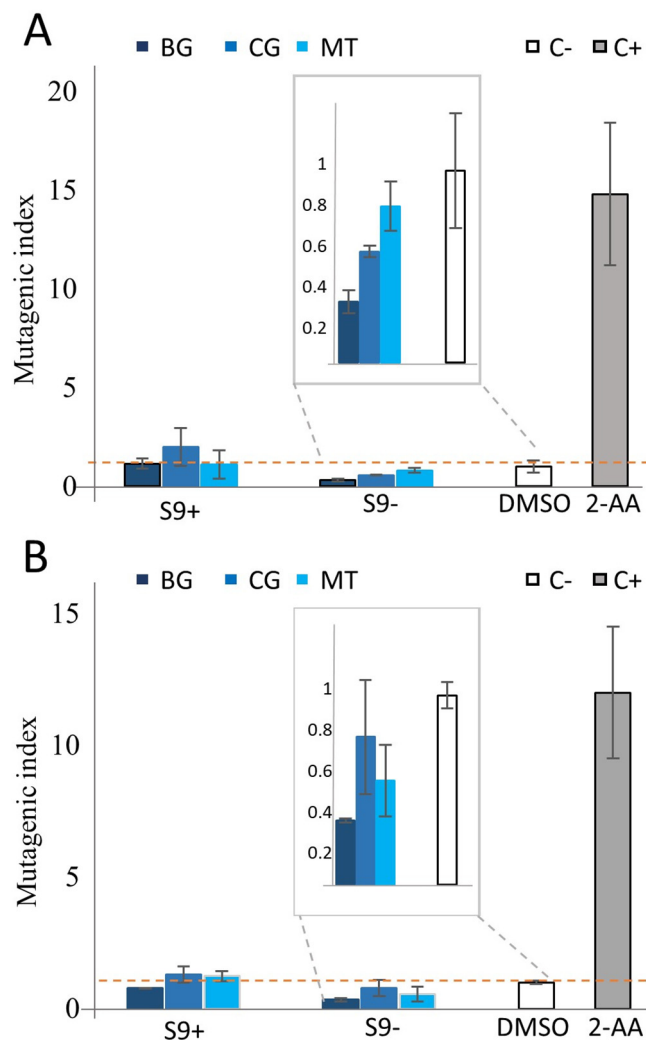 A
BG CG MT C- C+
Mutagenic index
20
15
10
5
0
1
0.8
0.6
0.4
0.2
S9+ S9- DMSO 2-AA
B
BG CG MT C- C+
Mutagenic index
15
10
5
0
1
0.8
0.6
0.4
0.2
S9+ S9- DMSO 2-AA